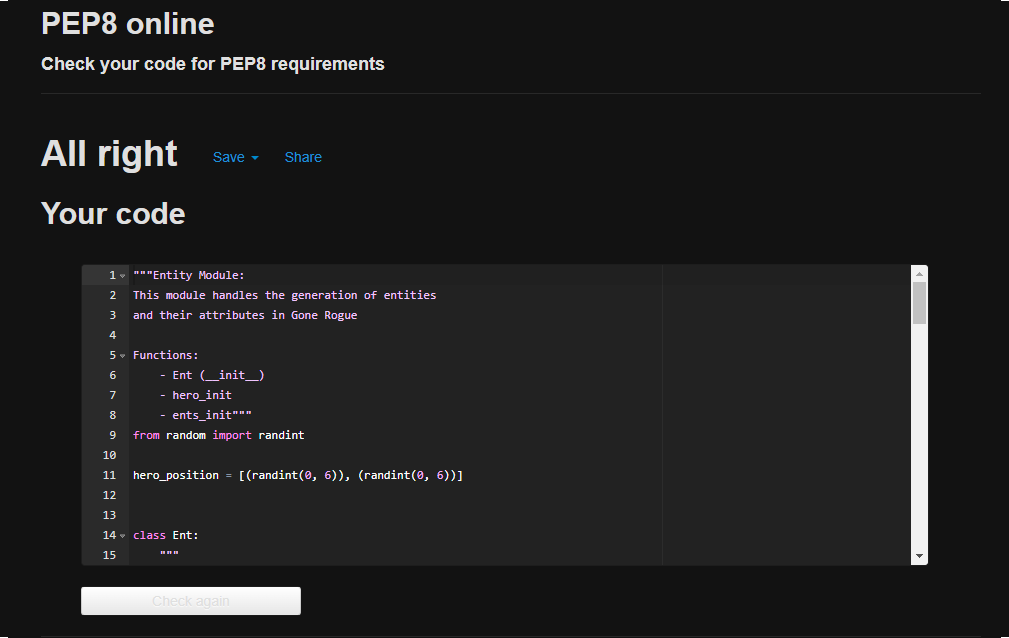 PEP8 online
Check your code for PEP8 requirements
All right Save Share
Your code
1 """Entity Module:
2 This module handles the generation of entities
3 and their attributes in Gone Rogue
4
5 Functions:
6     - Ent (__init__)
7     - hero_init
8     - ents_init"""
9 from random import randint
10
11 hero_position = [(randint(0, 6)), (randint(0, 6))]
12
13
14 class Ent:
15     """
Check again